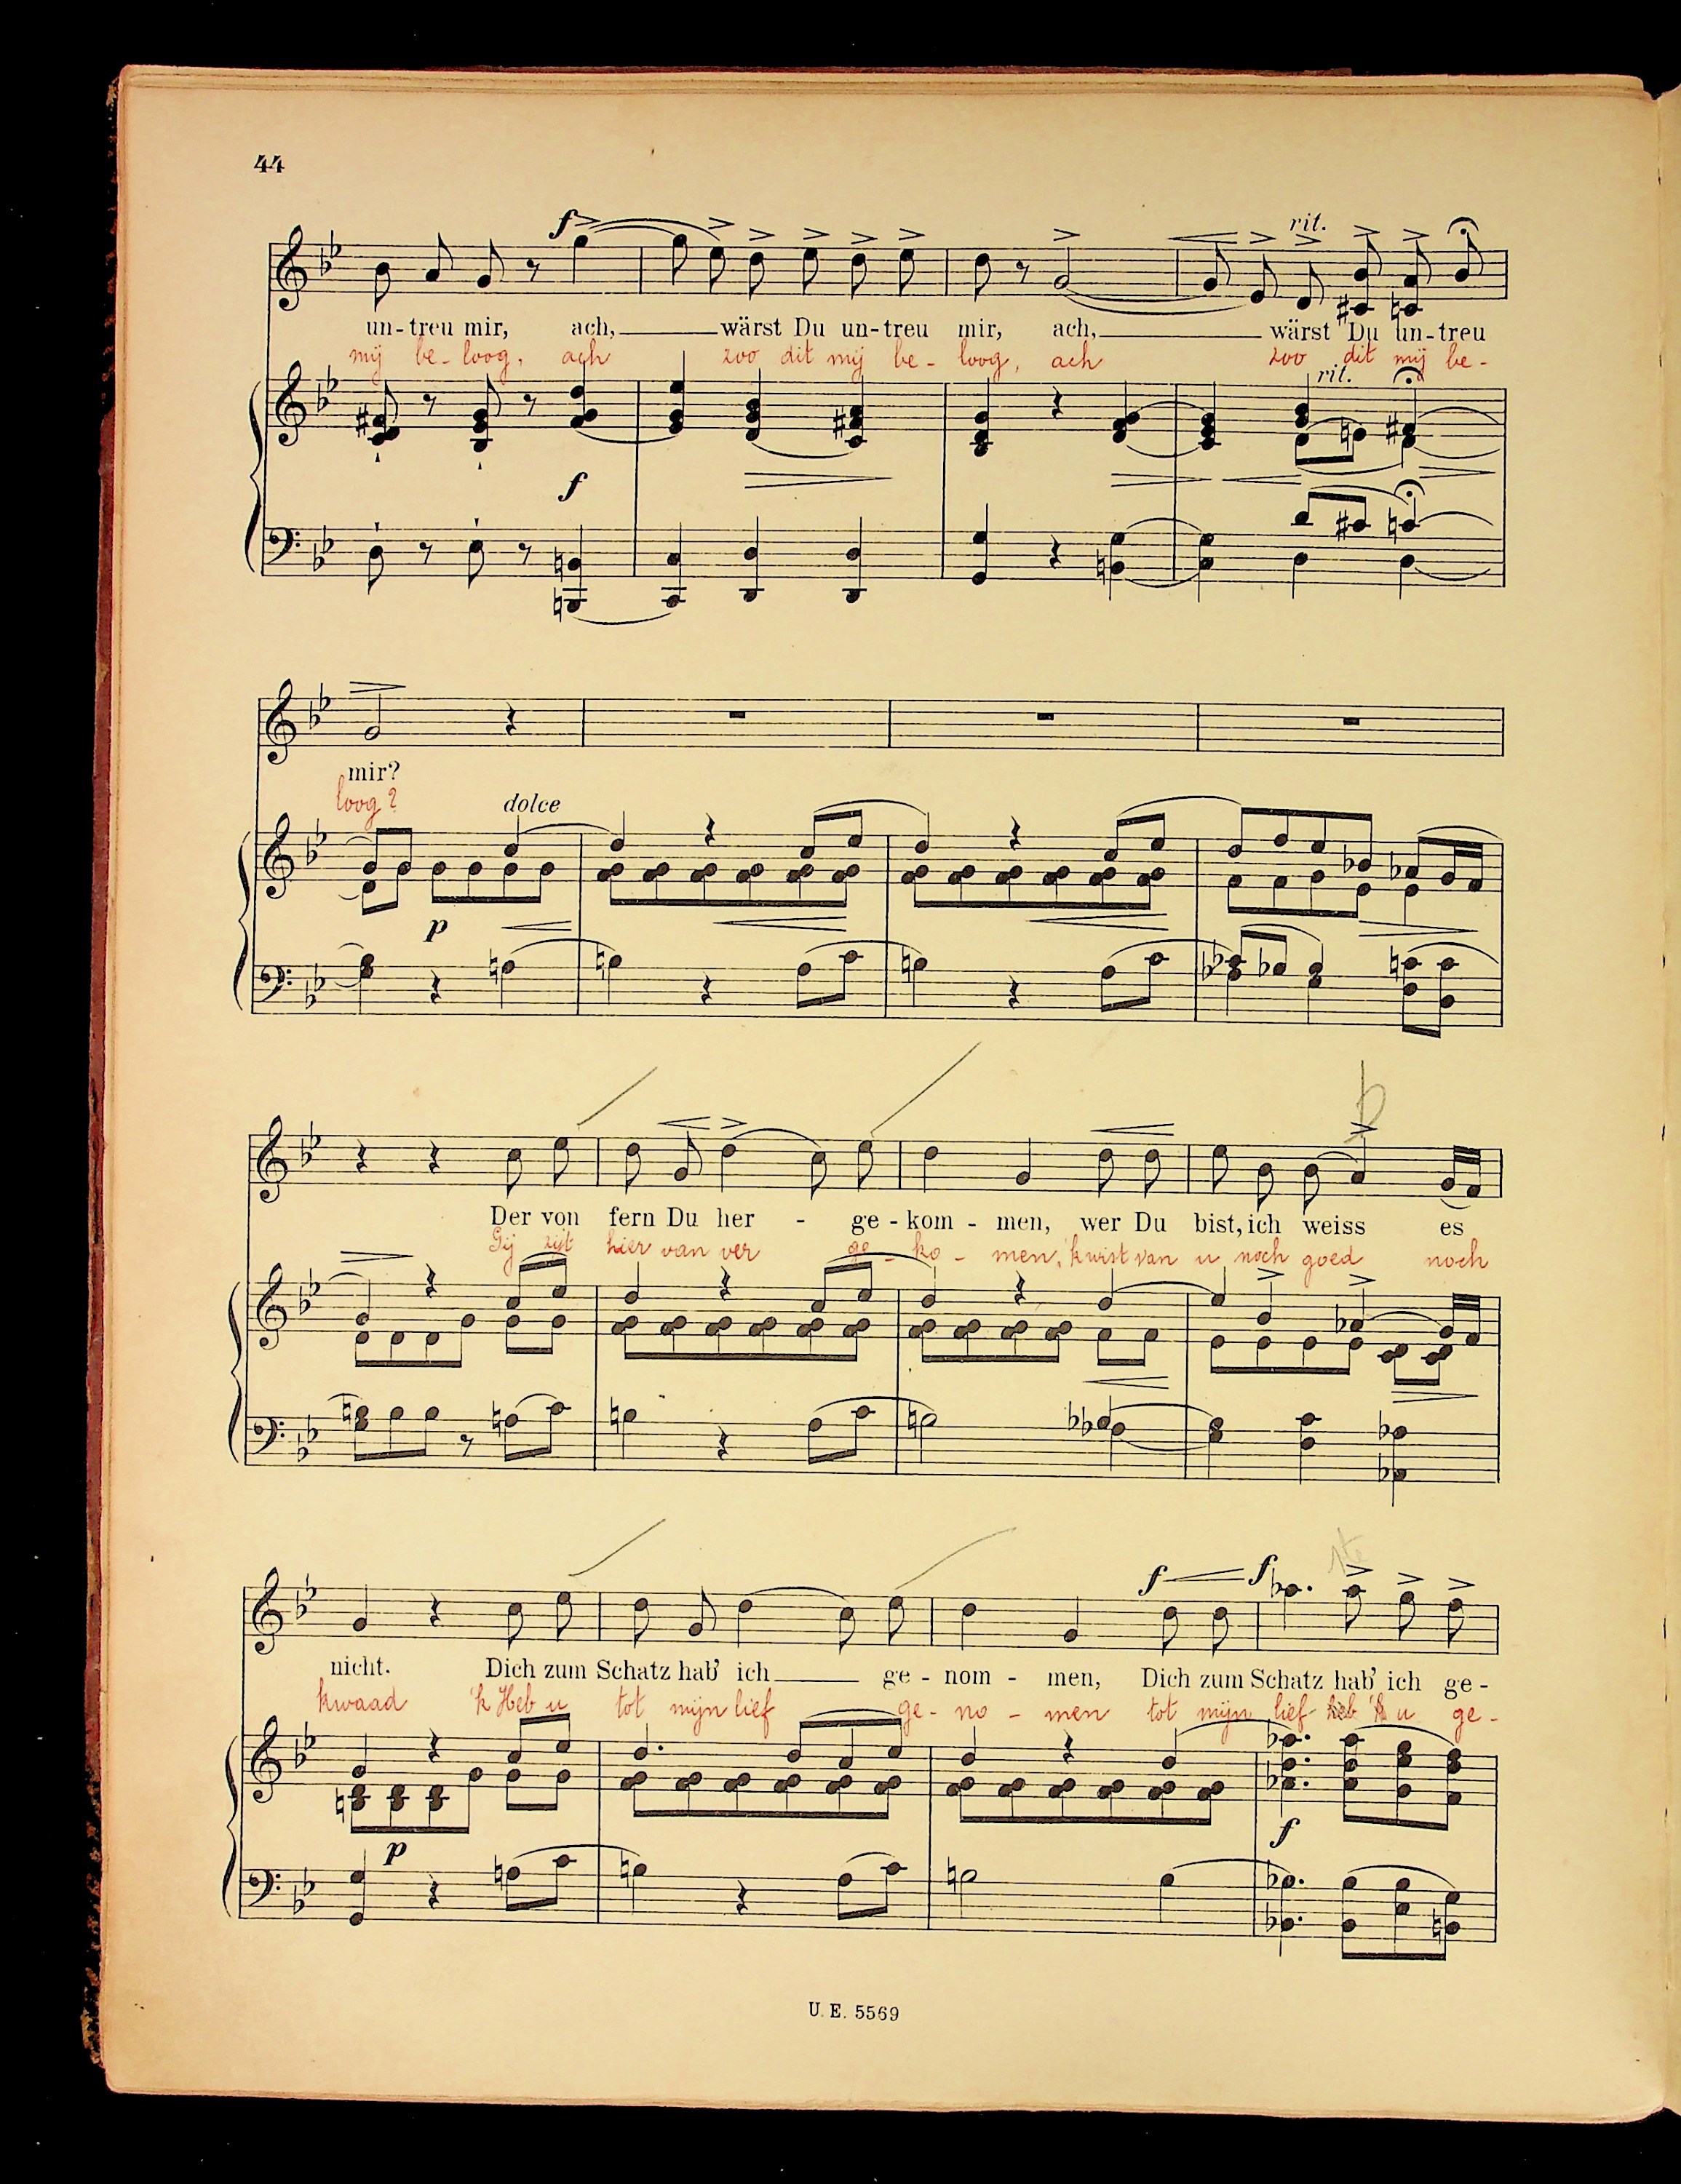 44
f
rit.
un-treu mir, ach, wärst Du un-treu mir, ach, wärst Du un-treu
mij be-loog, ach zoo dit mij be-loog, ach zoo dit mij be-
rit.
f
mir?
loog?
dolce
p
b
Der von fern Du her - ge - kom - men, wer Du bist, ich weiss es
Gij zijt hier van ver ge - ko - men, 'k wist van u noch goed noch
f f
nicht. Dich zum Schatz hab' ich ge - nom - men, Dich zum Schatz hab' ich ge -
kwaad 'k Heb u tot mijn lief ge - no - men tot mijn lief heb 'k u ge -
p
f
U. E. 5569